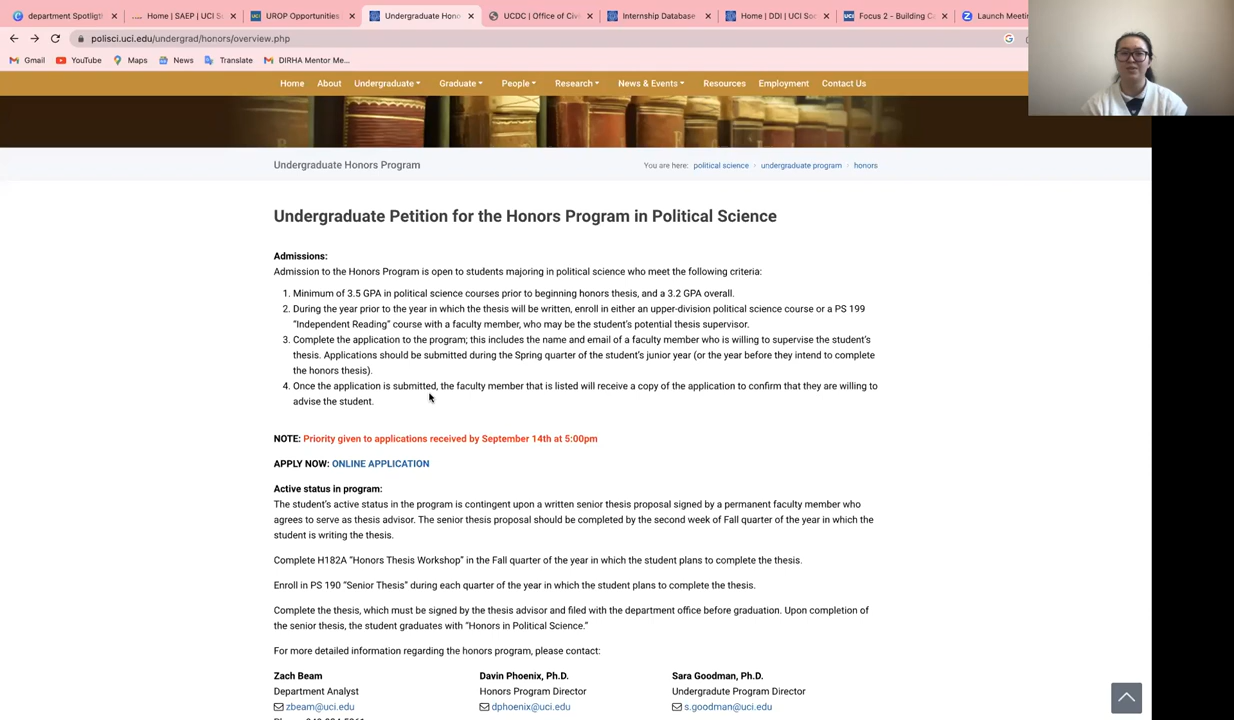 department Spotligth
Home | SAEP | UCI S
UROP Opportunities
Undergraduate Hono
UCDC | Office of Civi
Internship Database
Home | DDI | UCI Soc
Focus 2 - Building C
Launch Meetin
polisci.uci.edu/undergrad/honors/overview.php
Gmail YouTube Maps News Translate DIRHA Mentor Me...
Home About Undergraduate Graduate People Research News & Events Resources Employment Contact Us
Undergraduate Honors Program
You are here: political science › undergraduate program › honors
Undergraduate Petition for the Honors Program in Political Science
Admissions:
Admission to the Honors Program is open to students majoring in political science who meet the following criteria:
1. Minimum of 3.5 GPA in political science courses prior to beginning honors thesis, and a 3.2 GPA overall.
2. During the year prior to the year in which the thesis will be written, enroll in either an upper-division political science course or a PS 199
“Independent Reading” course with a faculty member, who may be the student’s potential thesis supervisor.
3. Complete the application to the program; this includes the name and email of a faculty member who is willing to supervise the student’s
thesis. Applications should be submitted during the Spring quarter of the student’s junior year (or the year before they intend to complete
the honors thesis).
4. Once the application is submitted, the faculty member that is listed will receive a copy of the application to confirm that they are willing to
advise the student.
NOTE: Priority given to applications received by September 14th at 5:00pm
APPLY NOW: ONLINE APPLICATION
Active status in program:
The student’s active status in the program is contingent upon a written senior thesis proposal signed by a permanent faculty member who
agrees to serve as thesis advisor. The senior thesis proposal should be completed by the second week of Fall quarter of the year in which the
student is writing the thesis.
Complete H182A “Honors Thesis Workshop” in the Fall quarter of the year in which the student plans to complete the thesis.
Enroll in PS 190 “Senior Thesis” during each quarter of the year in which the student plans to complete the thesis.
Complete the thesis, which must be signed by the thesis advisor and filed with the department office before graduation. Upon completion of
the senior thesis, the student graduates with “Honors in Political Science.”
For more detailed information regarding the honors program, please contact:
Zach Beam
Department Analyst
zbeam@uci.edu
Davin Phoenix, Ph.D.
Honors Program Director
dphoenix@uci.edu
Sara Goodman, Ph.D.
Undergraduate Program Director
s.goodman@uci.edu